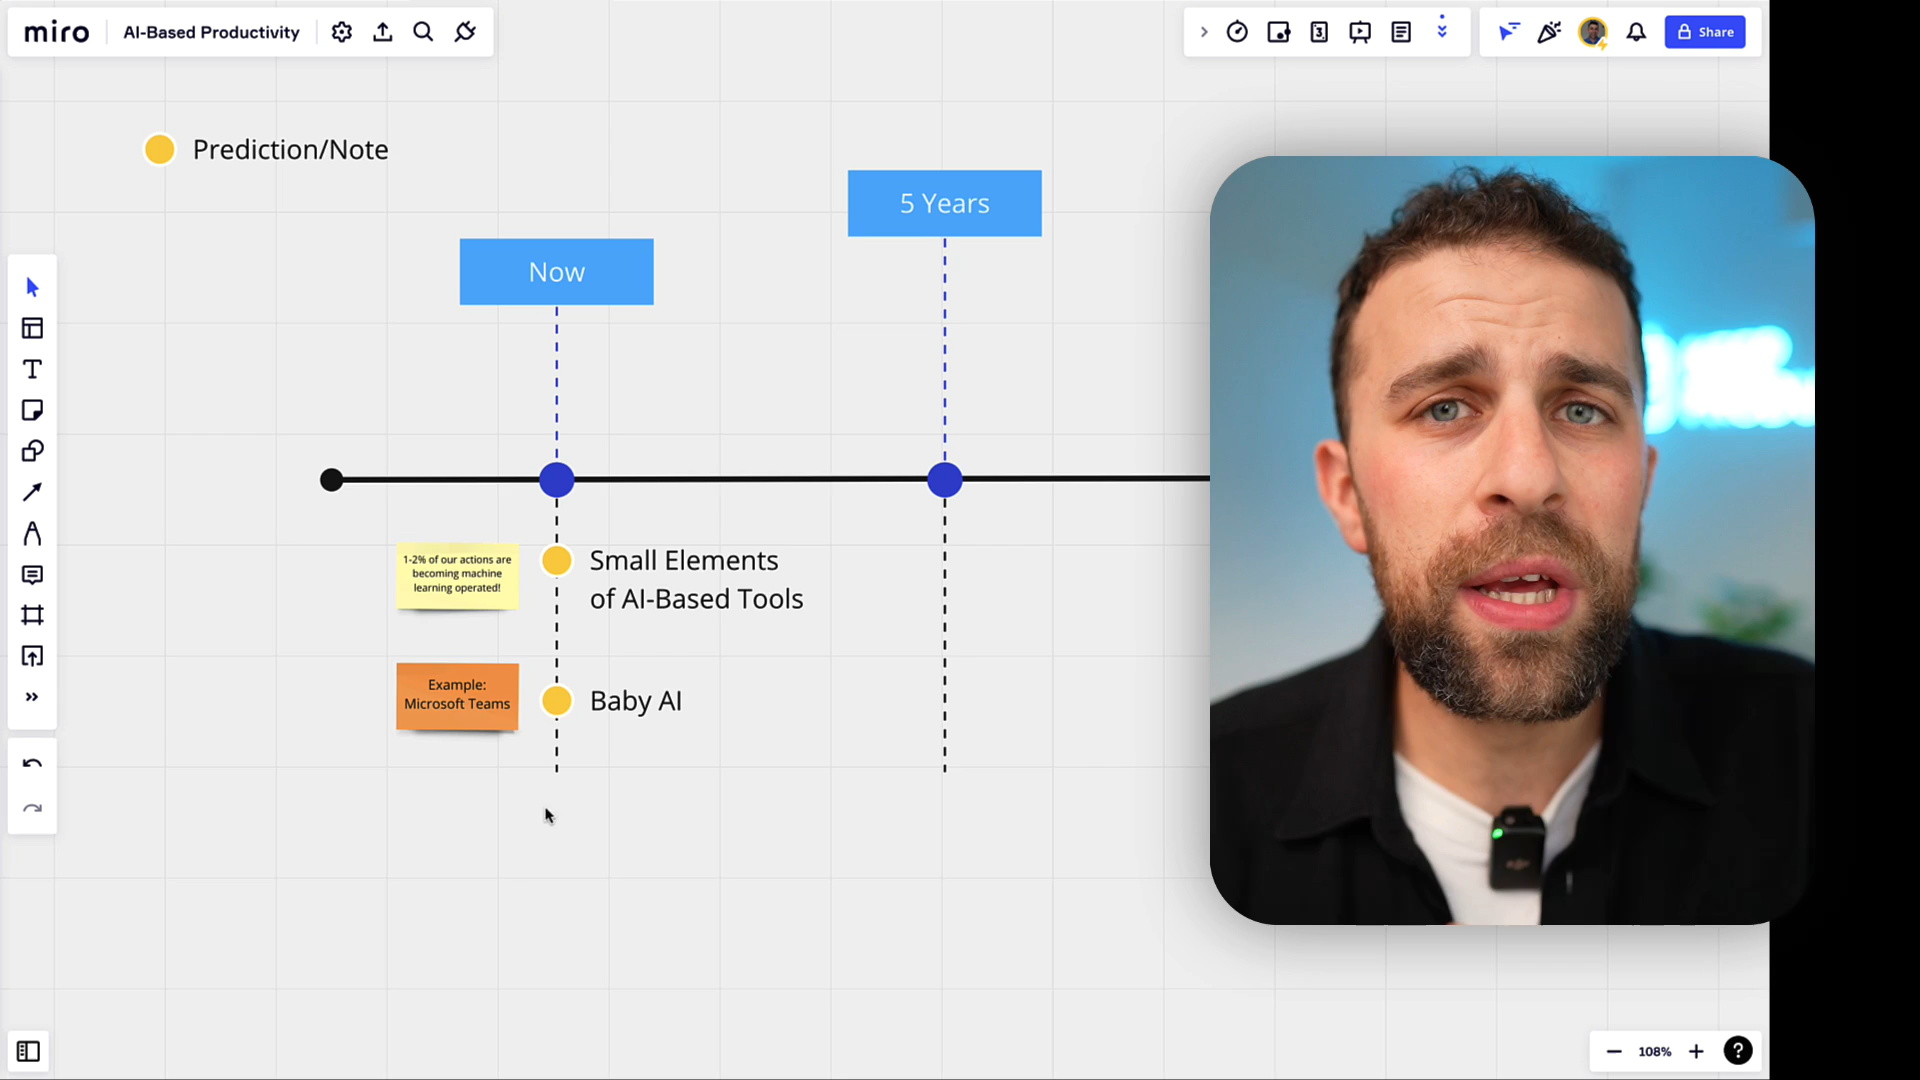 miro
AI-Based Productivity
3
Share
Prediction/Note
5 Years
Now
1-2% of our actions are
becoming machine
learning operated!
Small Elements
of AI-Based Tools
Example:
Microsoft Teams
Baby AI
108%
?